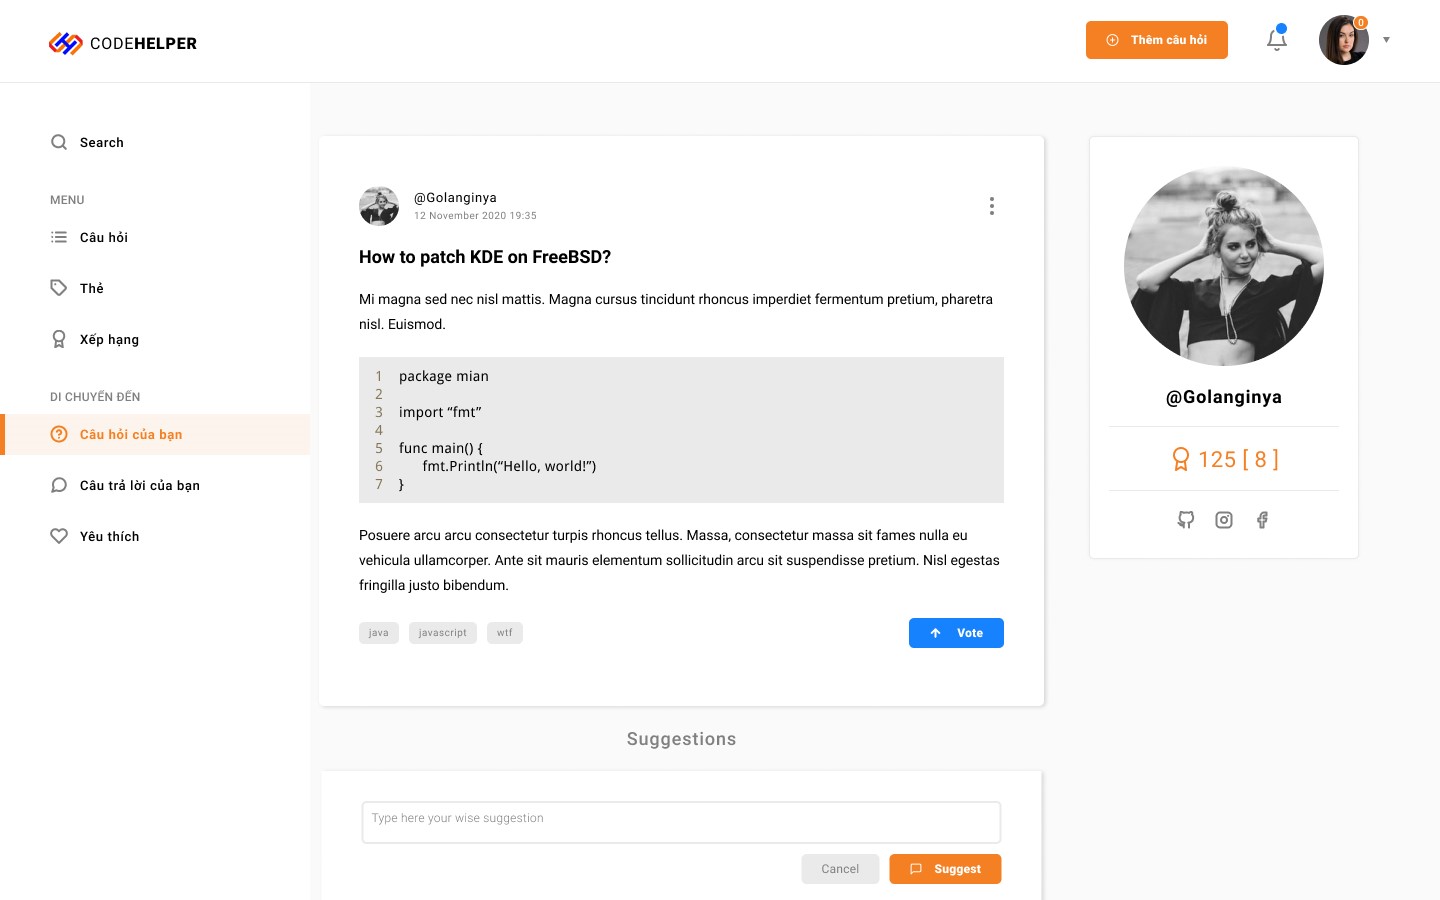 CODEHELPER
Thêm câu hỏi
0
Search
MENU
Câu hỏi
Thẻ
Xếp hạng
DI CHUYỂN ĐẾN
Câu hỏi của bạn
Câu trả lời của bạn
Yêu thích
@Golanginya
12 November 2020 19:35
How to patch KDE on FreeBSD?
Mi magna sed nec nisl mattis. Magna cursus tincidunt rhoncus imperdiet fermentum pretium, pharetra
nisl. Euismod.
1 package mian
2
3 import “fmt”
4
5 func main() {
6 fmt.Println(“Hello, world!”)
7 }
Posuere arcu arcu consectetur turpis rhoncus tellus. Massa, consectetur massa sit fames nulla eu
vehicula ullamcorper. Ante sit mauris elementum sollicitudin arcu sit suspendisse pretium. Nisl egestas
fringilla justo bibendum.
java javascript wtf
Vote
Suggestions
Type here your wise suggestion
Cancel
Suggest
@Golanginya
125 [ 8 ]